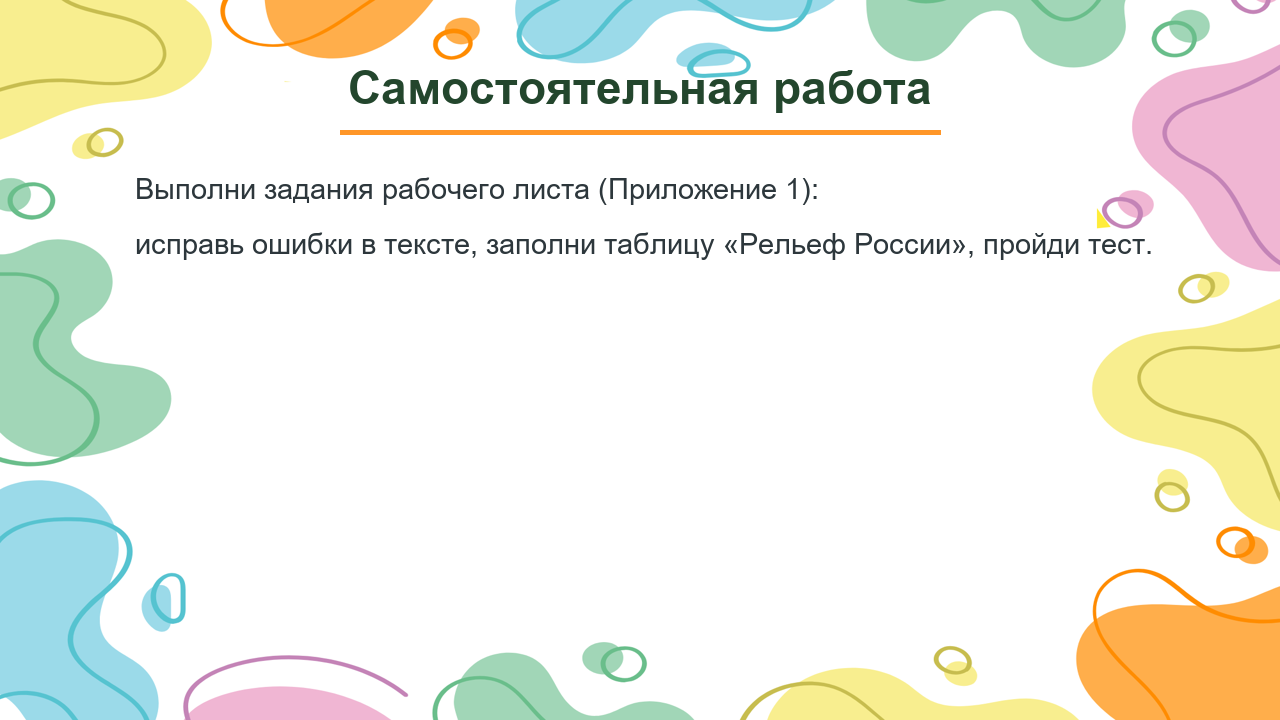 Самостоятельная работа
Выполни задания рабочего листа (Приложение 1):
исправь ошибки в тексте, заполни таблицу «Рельеф России», пройди тест.